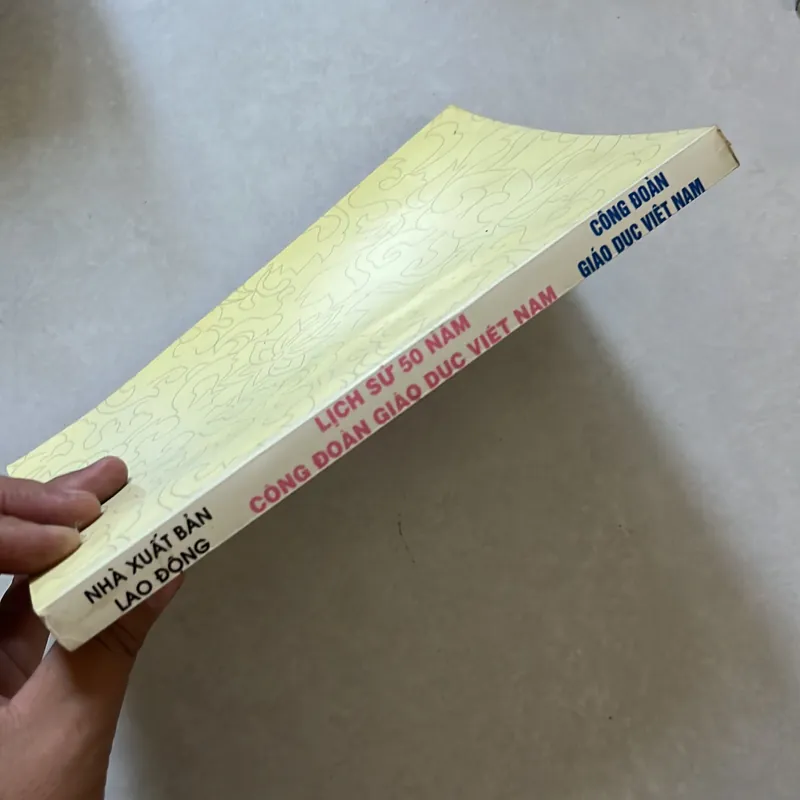 NHÀ XUẤT BẢN
LAO ĐỘNG
LỊCH SỬ 50 NĂM
CÔNG ĐOÀN GIÁO DỤC VIỆT NAM
CÔNG ĐOÀN
GIÁO DỤC VIỆT NAM